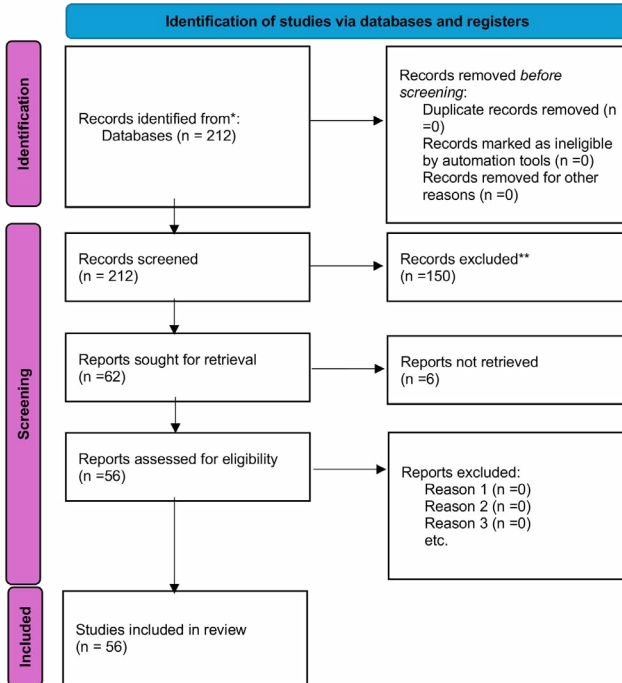 Identification of studies via databases and registers
Identification
Records identified from*:
Databases (n = 212)
Records removed before
screening:
Duplicate records removed (n
=0)
Records marked as ineligible
by automation tools (n =0)
Records removed for other
reasons (n =0)
Screening
Records screened
(n = 212)
Records excluded**
(n =150)
Reports sought for retrieval
(n =62)
Reports not retrieved
(n =6)
Reports assessed for eligibility
(n =56)
Reports excluded:
Reason 1 (n =0)
Reason 2 (n =0)
Reason 3 (n =0)
etc.
Included
Studies included in review
(n = 56)